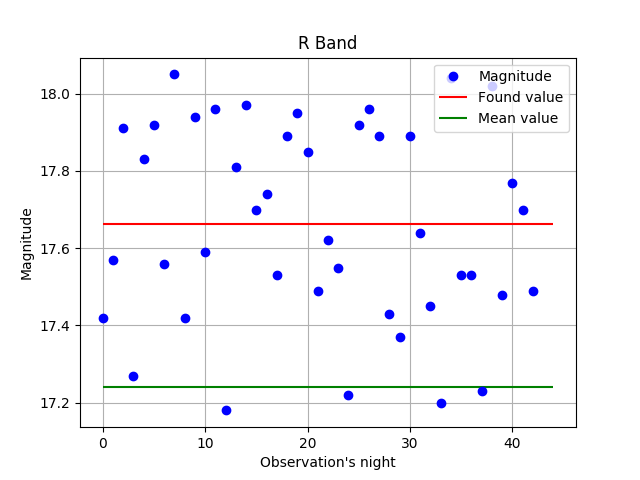 R Band
Magnitude
Found value
Mean value
18.0
17.8
17.6
17.4
17.2
Magnitude
0 10 20 30 40
Observation's night